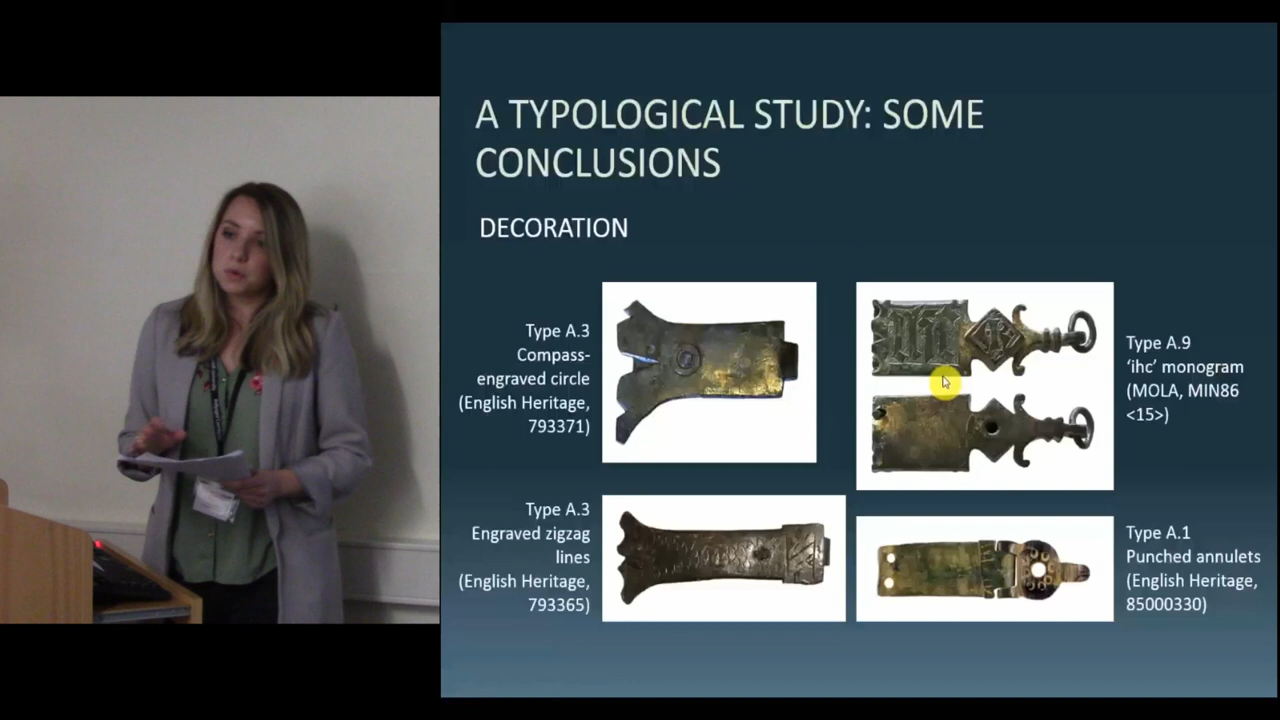 A TYPOLOGICAL STUDY: SOME
CONCLUSIONS
DECORATION
Type A.3
Compass-
engraved circle
(English Heritage,
793371)
Type A.9
‘ihc’ monogram
(MOLA, MIN86
<15>)
Type A.3
Engraved zigzag
lines
(English Heritage,
793365)
Type A.1
Punched annulets
(English Heritage,
85000330)